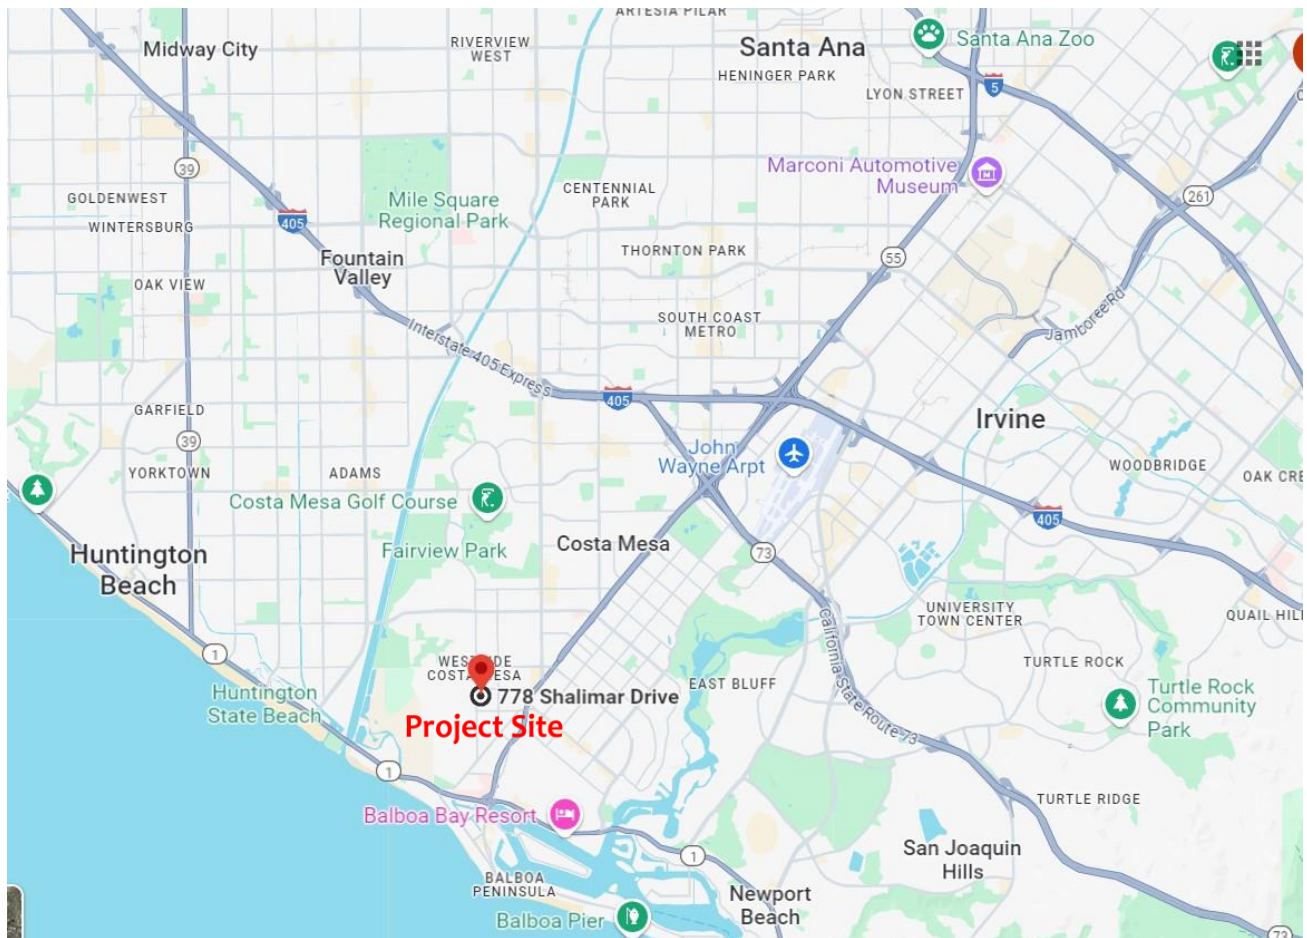 ARTESIA PILAR
Midway City
RIVERVIEW
WEST
Santa Ana
Santa Ana Zoo
HENINGER PARK
5
LYON STREET
39
Marconi Automotive
Museum
GOLDENWEST
Mile Square
Regional Park
CENTENNIAL
PARK
261
WINTERSBURG
405
Fountain
Valley
THORNTON PARK
55
OAK VIEW
SOUTH COAST
METRO
Jamboree Rd
Interstate 405 Express
405
GARFIELD
39
Irvine
John
Wayne Arpt
YORKTOWN
ADAMS
WOODBRIDGE
OAK CRE
Costa Mesa Golf Course
405
Fairview Park
Costa Mesa
73
Huntington
Beach
UNIVERSITY
TOWN CENTER
QUAIL HILL
California State Route 73
1
COSTA MESA
EAST BLUFF
TURTLE ROCK
Huntington
State Beach
778 Shalimar Drive
Project Site
Turtle Rock
Community
Park
1
Balboa Bay Resort
TURTLE RIDGE
1
San Joaquin
Hills
BALBOA
PENINSULA
Newport
Beach
Balboa Pier
73